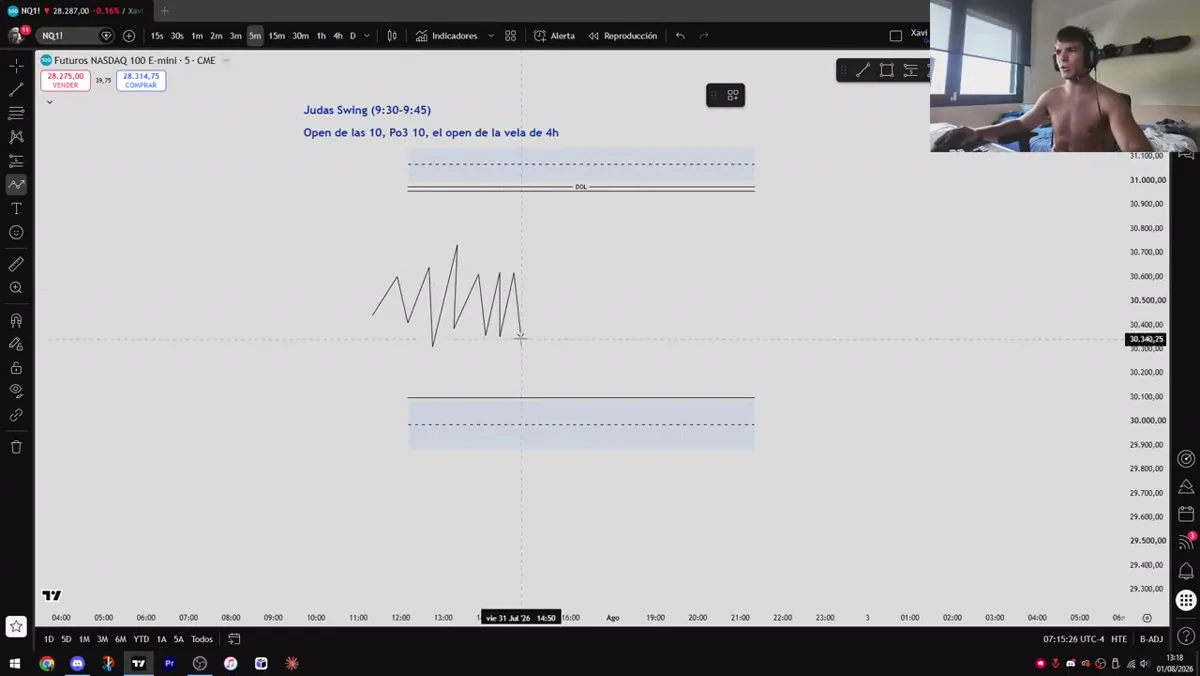 NQ1! ▼ 28.287,00 -0.16% / Xavi
11
NQ1!
15s 30s 1m 2m 3m 5m 15m 30m 1h 4h D
Indicadores
Alerta
Reproducción
Xavi
Futuros NASDAQ 100 E-mini · 5 · CME
28.275,00
VENDER
39,75
28.314,75
COMPRAR
Judas Swing (9:30-9:45)
Open de las 10, Po3 10, el open de la vela de 4h
DOL
31.100,00
31.000,00
30.900,00
30.800,00
30.700,00
30.600,00
30.500,00
30.400,00
30.340,75
30.300,00
30.200,00
30.100,00
30.000,00
29.900,00
29.800,00
29.700,00
29.600,00
29.500,00
29.400,00
29.300,00
3
04:00 05:00 06:00 07:00 08:00 09:00 10:00 11:00 12:00 13:00 vie 31 Jul '26 14:50 16:00 Ago 19:00 20:00 21:00 22:00 23:00 3 01:00 02:00 03:00 04:00 05:00
1D 5D 1M 3M 6M YTD 1A 5A Todos
07:15:26 UTC-4 HTE B-ADJ
13:18
01/08/2026